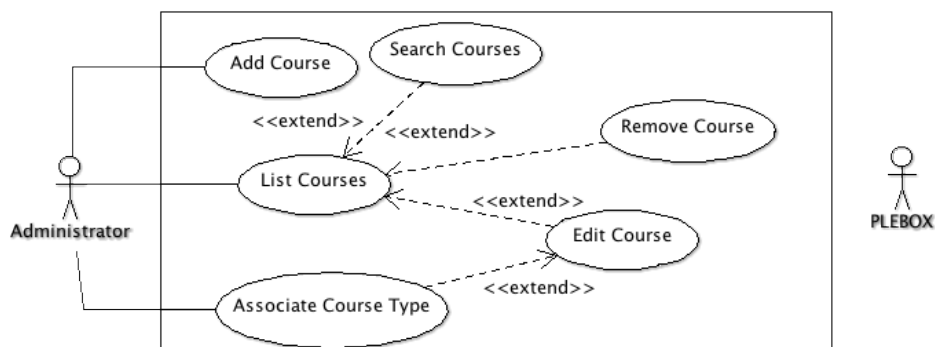 Search Courses
Add Course
<<extend>>
<<extend>>
Remove Course
List Courses
<<extend>>
Administrator
PLEBOX
Edit Course
<<extend>>
Associate Course Type